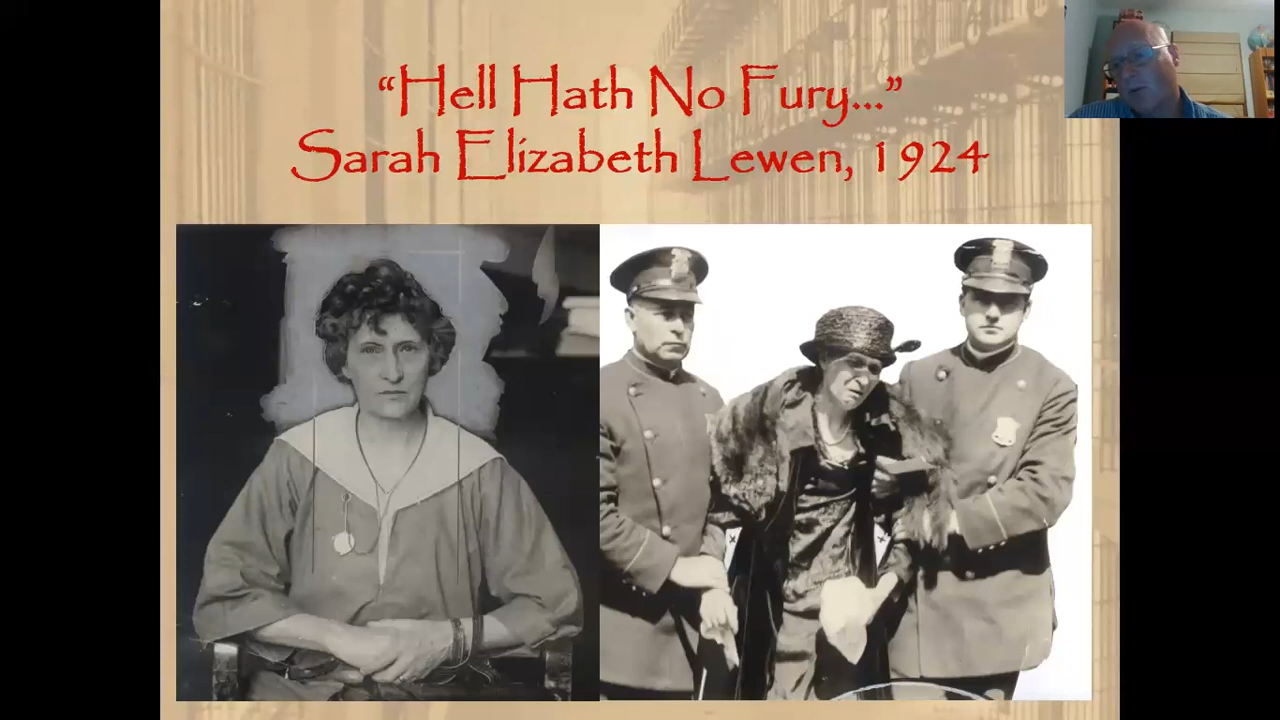 “Hell Hath No Fury...”
Sarah Elizabeth Lewen, 1924